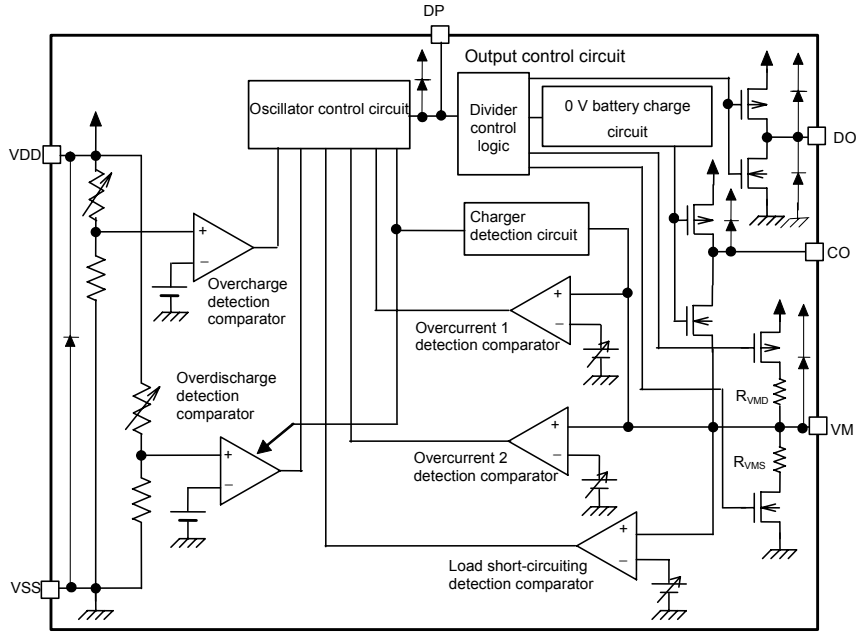 DP
Output control circuit
Oscillator control circuit
Divider
control
logic
0 V battery charge
circuit
DO
VDD
Charger
detection circuit
CO
+
−
Overcharge
detection
comparator
+
−
Overcurrent 1
detection comparator
Overdischarge
detection
comparator
RVMD
VM
+
−
+
−
Overcurrent 2
detection comparator
RVMS
+
−
Load short-circuiting
detection comparator
VSS